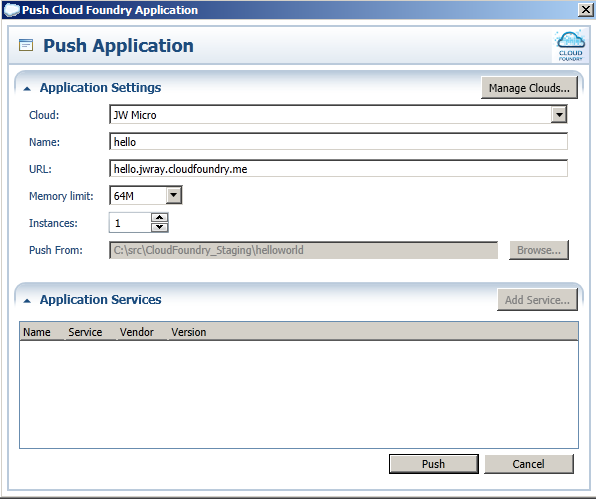 Push Cloud Foundry Application
Push Application
CLOUD
FOUNDRY
Application Settings
Manage Clouds...
Cloud: JW Micro
Name: hello
URL: hello.jwray.cloudfoundry.me
Memory limit: 64M
Instances: 1
Push From: C:\src\CloudFoundry_Staging\helloworld Browse...
Application Services
Add Service...
Name Service Vendor Version
Push Cancel